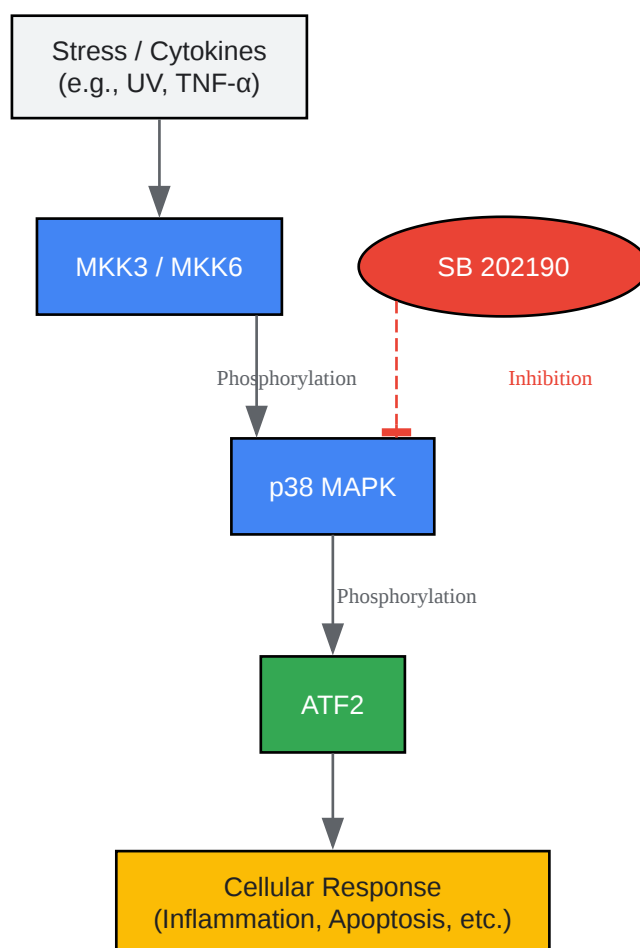 Stress / Cytokines
(e.g., UV, TNF-α)
MKK3 / MKK6
SB 202190
Phosphorylation
Inhibition
p38 MAPK
Phosphorylation
ATF2
Cellular Response
(Inflammation, Apoptosis, etc.)